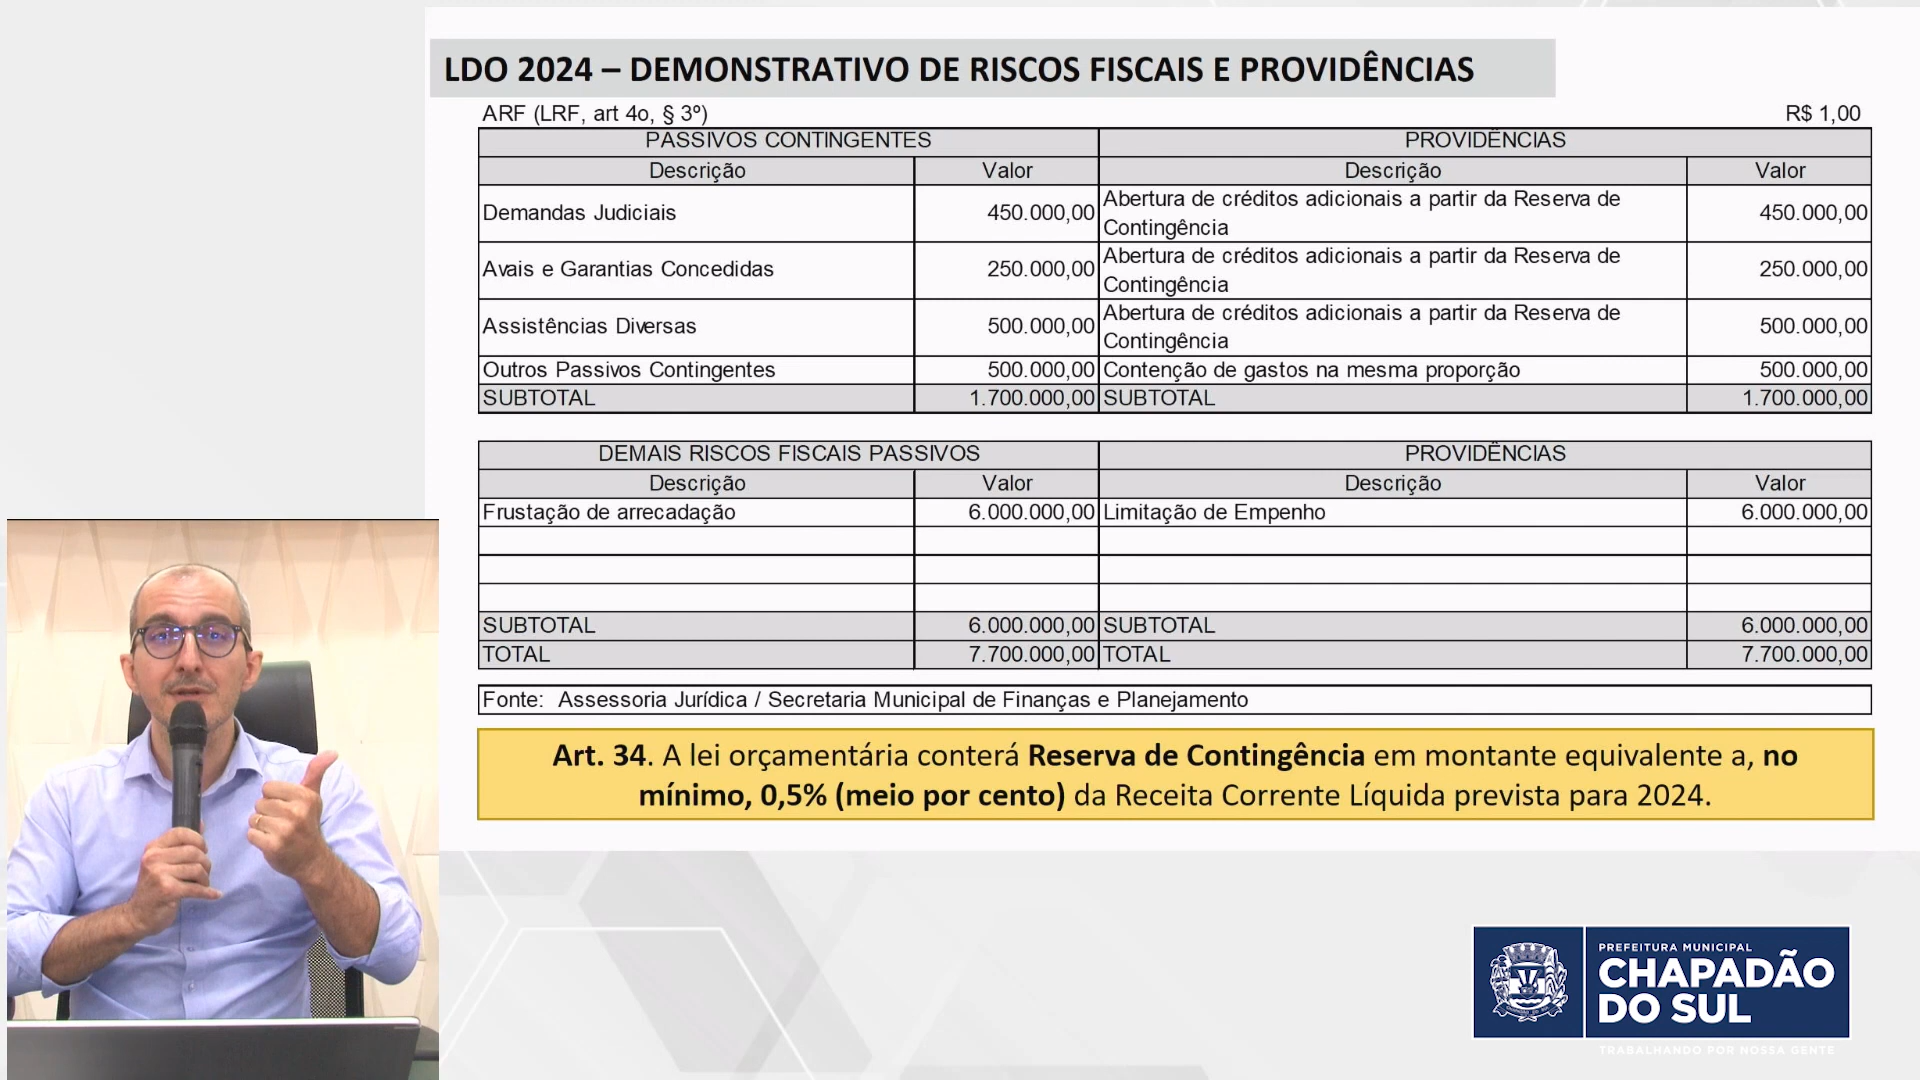 LDO 2024 – DEMONSTRATIVO DE RISCOS FISCAIS E PROVIDÊNCIAS
ARF (LRF, art 4o, § 3º) R$ 1,00
PASSIVOS CONTINGENTES PROVIDÊNCIAS
Descrição Valor Descrição Valor
Demandas Judiciais 450.000,00 Abertura de créditos adicionais a partir da Reserva de
Contingência 450.000,00
Avais e Garantias Concedidas 250.000,00 Abertura de créditos adicionais a partir da Reserva de
Contingência 250.000,00
Assistências Diversas 500.000,00 Abertura de créditos adicionais a partir da Reserva de
Contingência 500.000,00
Outros Passivos Contingentes 500.000,00 Contenção de gastos na mesma proporção 500.000,00
SUBTOTAL 1.700.000,00 SUBTOTAL 1.700.000,00
DEMAIS RISCOS FISCAIS PASSIVOS PROVIDÊNCIAS
Descrição Valor Descrição Valor
Frustação de arrecadação 6.000.000,00 Limitação de Empenho 6.000.000,00
SUBTOTAL 6.000.000,00 SUBTOTAL 6.000.000,00
TOTAL 7.700.000,00 TOTAL 7.700.000,00
Fonte: Assessoria Jurídica / Secretaria Municipal de Finanças e Planejamento
Art. 34. A lei orçamentária conterá Reserva de Contingência em montante equivalente a, no
mínimo, 0,5% (meio por cento) da Receita Corrente Líquida prevista para 2024.
PREFEITURA MUNICIPAL
CHAPADÃO
DO SUL
TRABALHANDO POR NOSSA GENTE